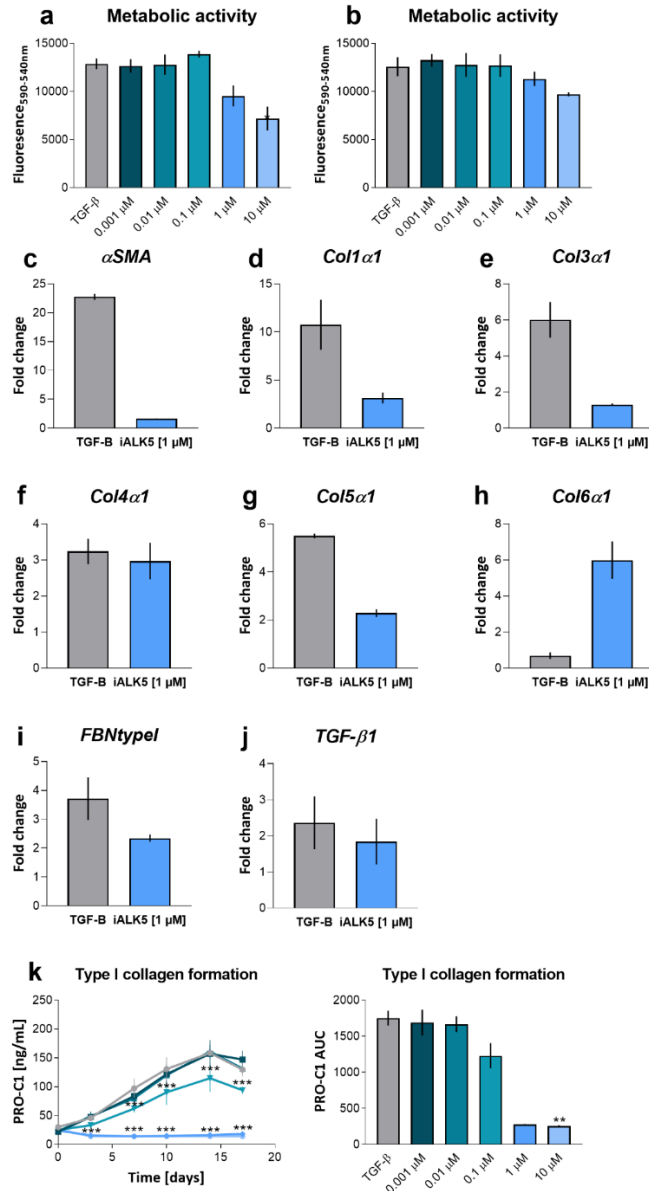 a Metabolic activity
Fluoresence590-540nm
15000
10000
5000
0
TGF-β 0.001 μM 0.01 μM 0.1 μM 1 μM 10 μM
b Metabolic activity
Fluoresence590-540nm
15000
10000
5000
0
TGF-β 0.001 μM 0.01 μM 0.1 μM 1 μM 10 μM
c αSMA
Fold change
25
20
15
10
5
0
TGF-B iALK5 [1 μM]
d Col1α1
Fold change
15
10
5
0
TGF-B iALK5 [1 μM]
e Col3α1
Fold change
8
6
4
2
0
TGF-B iALK5 [1 μM]
f Col4α1
Fold change
4
3
2
1
0
TGF-B iALK5 [1 μM]
g Col5α1
Fold change
6
4
2
0
TGF-B iALK5 [1 μM]
h Col6α1
Fold change
8
6
4
2
0
TGF-B iALK5 [1 μM]
i FBNtypeI
Fold change
5
4
3
2
1
0
TGF-B iALK5 [1 μM]
j TGF-β1
Fold change
4
3
2
1
0
TGF-B iALK5 [1 μM]
k Type I collagen formation
PRO-C1 [ng/mL]
250
200
150
100
50
0
*** *** *** ***
*** *** *** *** ***
0 5 10 15 20
Time [days]
Type I collagen formation
PRO-C1 AUC
2000
1500
1000
500
0
**
TGF-β 0.001 μM 0.01 μM 0.1 μM 1 μM 10 μM